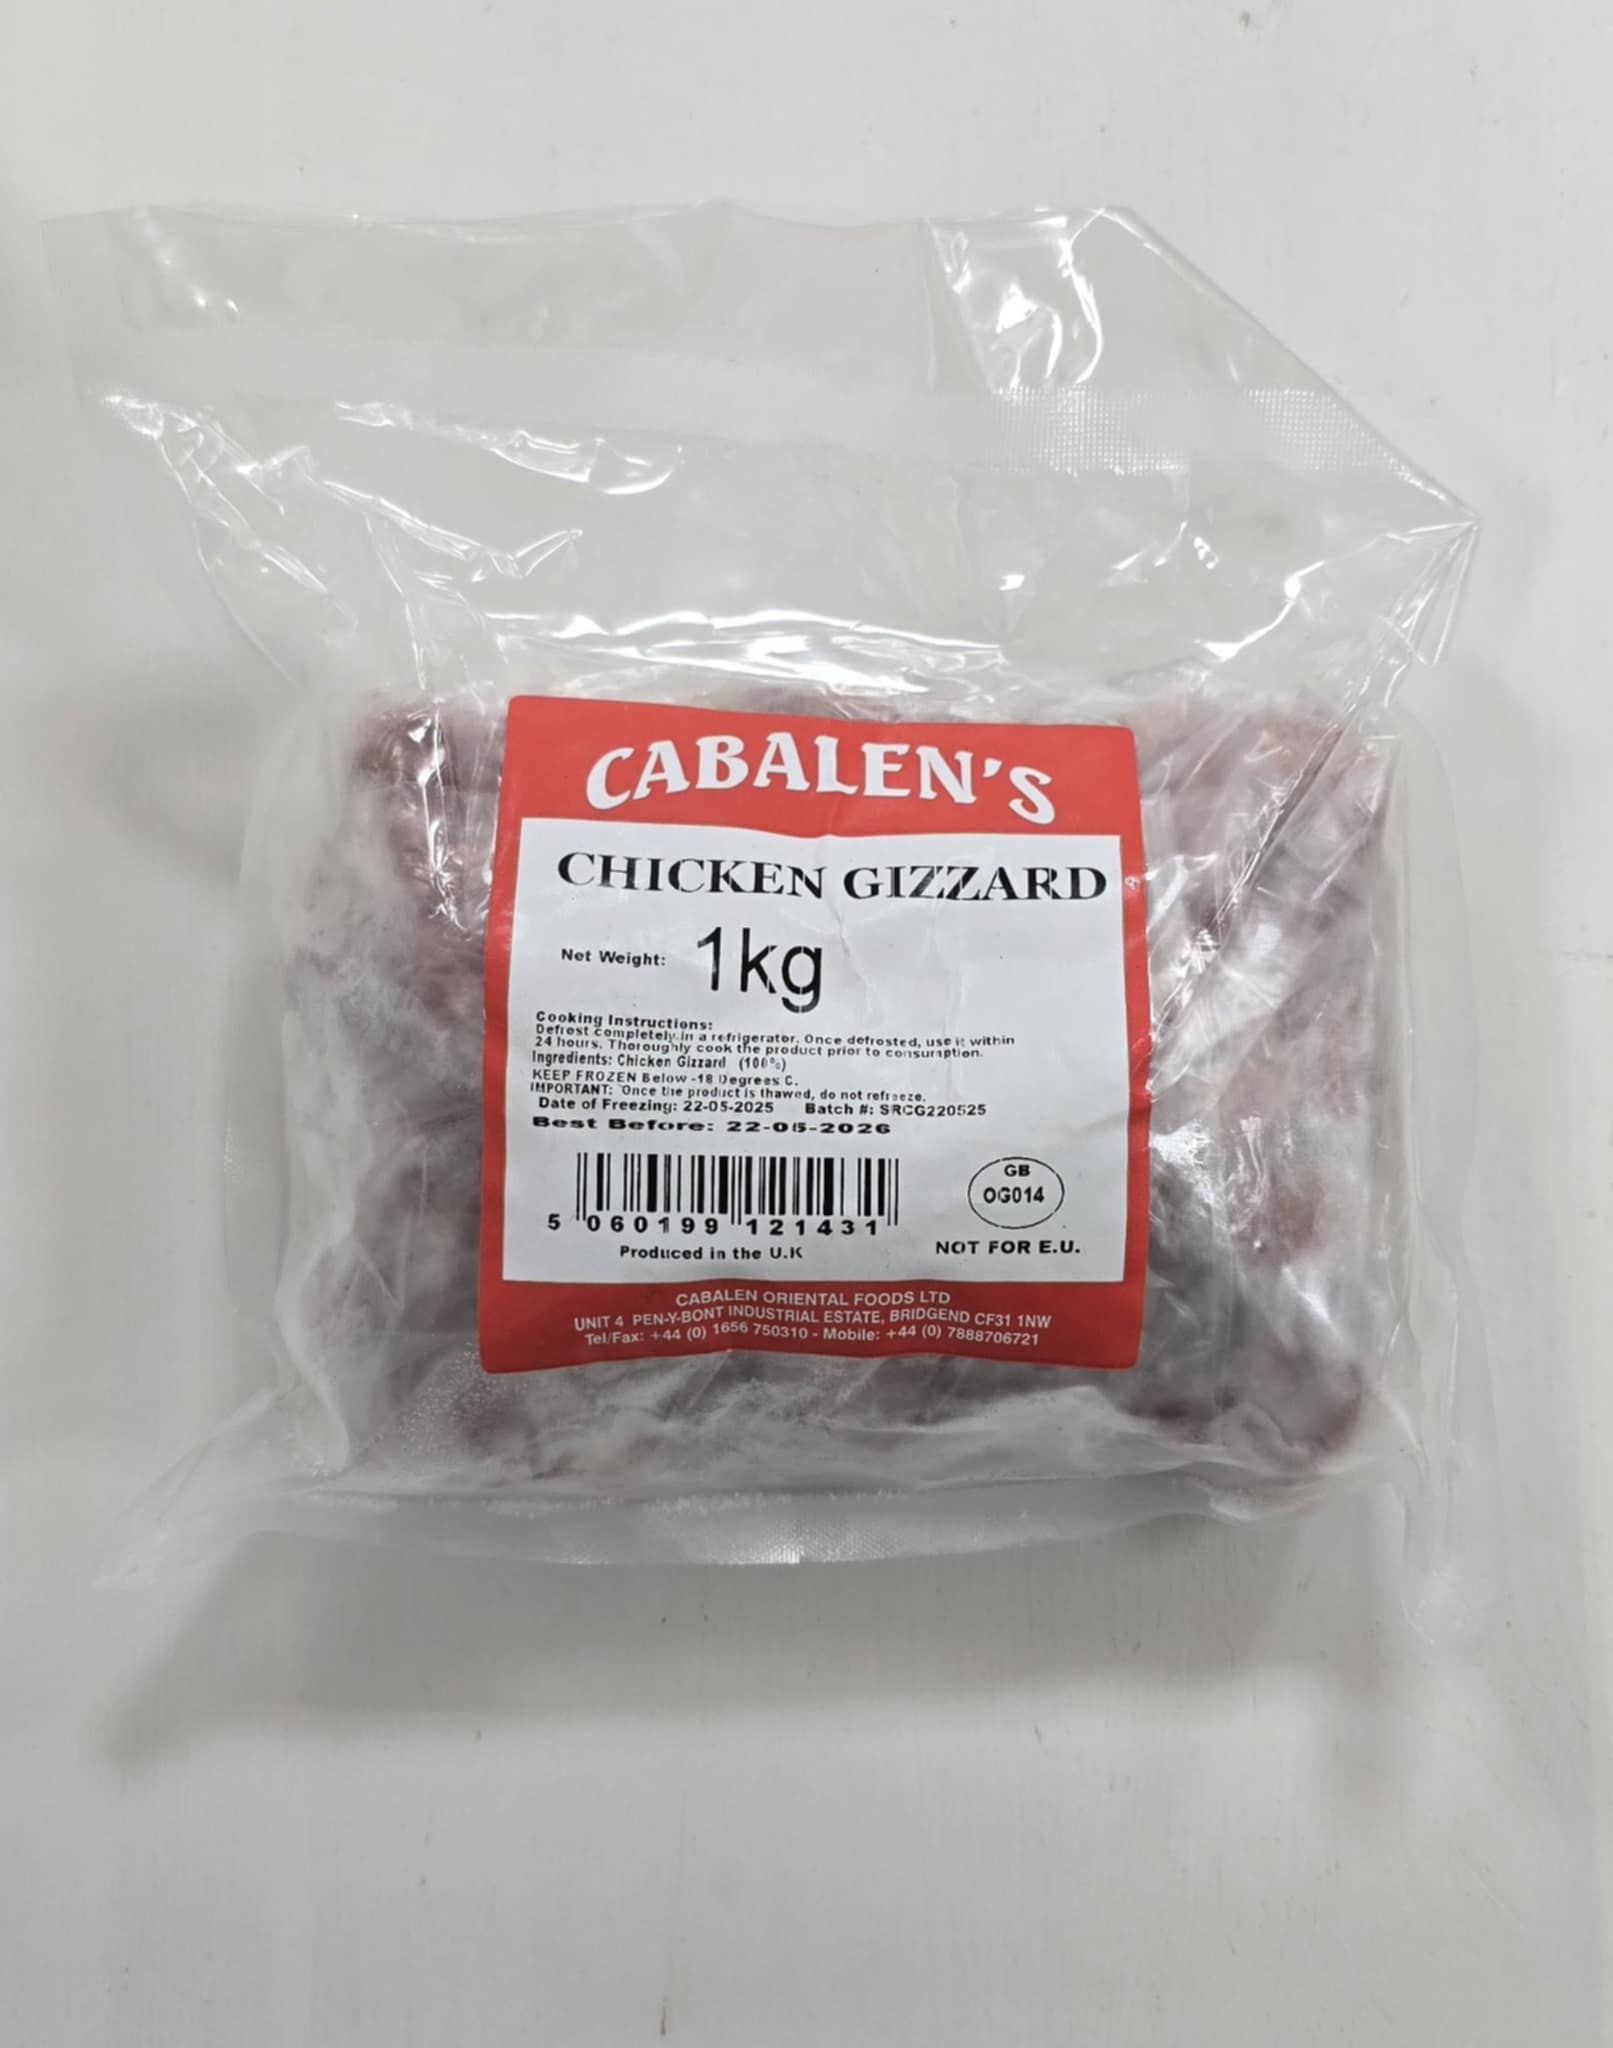 CABALEN'S
CHICKEN GIZZARD
Net Weight: 1kg
Cooking Instructions:
Defrost completely in a refrigerator. Once defrosted, use it within
24 hours. Thoroughly cook the product prior to consumption.
Ingredients: Chicken Gizzard (100%)
KEEP FROZEN Below -18 Degrees C.
IMPORTANT: Once the product is thawed, do not refreeze.
Date of Freezing: 22-05-2025 Batch #: SRCG220525
Best Before: 22-05-2026
GB
OG014
5 060199 121431
Produced in the U.K
NOT FOR E.U.
CABALEN ORIENTAL FOODS LTD
UNIT 4 PEN-Y-BONT INDUSTRIAL ESTATE, BRIDGEND CF31 1NW
Tel/Fax: +44 (0) 1656 750310 - Mobile: +44 (0) 7888706721